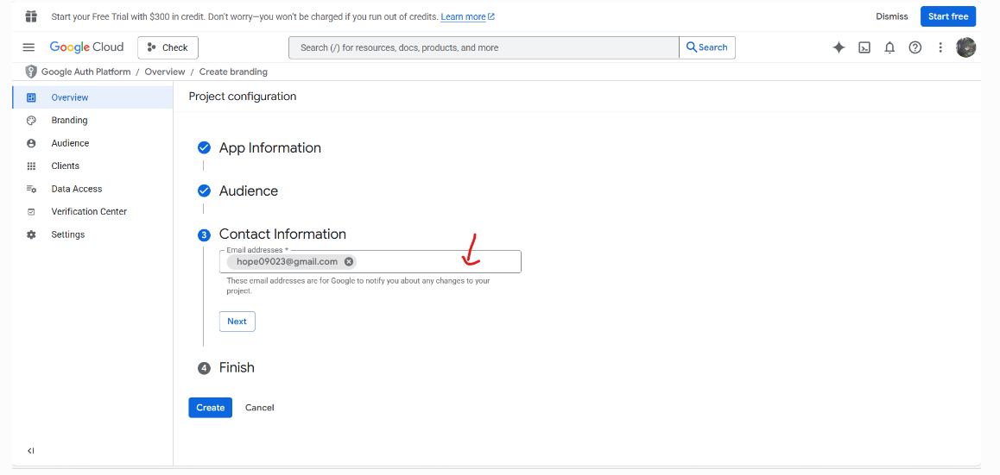 Start your Free Trial with $300 in credit. Don't worry—you won't be charged if you run out of credits. Learn more
Dismiss
Start free
Google Cloud
Check
Search (/) for resources, docs, products, and more
Search
Google Auth Platform / Overview / Create branding
Overview
Branding
Audience
Clients
Data Access
Verification Center
Settings
Project configuration
App Information
Audience
3 Contact Information
Email addresses *
hope09023@gmail.com
These email addresses are for Google to notify you about any changes to your
project.
Next
4 Finish
Create
Cancel